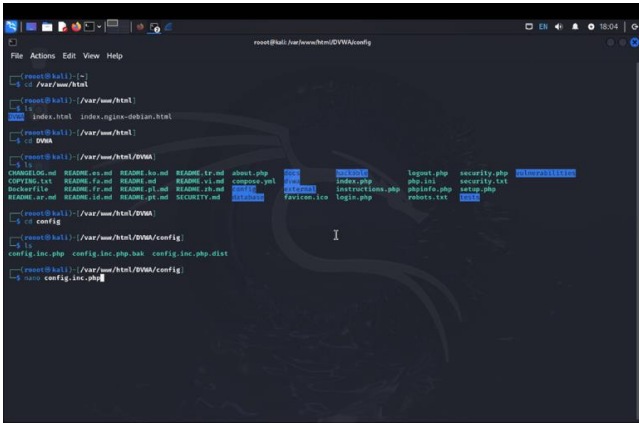 EN 18:04
rooot@kali: /var/www/html/DVWA/config
File Actions Edit View Help
┌──(rooot㉿kali)-[~]
└─$ cd /var/www/html
┌──(rooot㉿kali)-[/var/www/html]
└─$ ls
DVWA index.html index.nginx-debian.html
┌──(rooot㉿kali)-[/var/www/html]
└─$ cd DVWA
┌──(rooot㉿kali)-[/var/www/html/DVWA]
└─$ ls
CHANGELOG.md README.es.md README.ko.md README.tr.md about.php docs hackable logout.php security.php vulnerabilities
COPYING.txt README.fa.md README.md README.vi.md compose.yml dvwa index.php php.ini security.txt
Dockerfile README.fr.md README.pl.md README.zh.md config external instructions.php phpinfo.php setup.php
README.ar.md README.id.md README.pt.md SECURITY.md database favicon.ico login.php robots.txt tests
┌──(rooot㉿kali)-[/var/www/html/DVWA]
└─$ cd config
┌──(rooot㉿kali)-[/var/www/html/DVWA/config]
└─$ ls
config.inc.php config.inc.php.bak config.inc.php.dist
┌──(rooot㉿kali)-[/var/www/html/DVWA/config]
└─$ nano config.inc.php